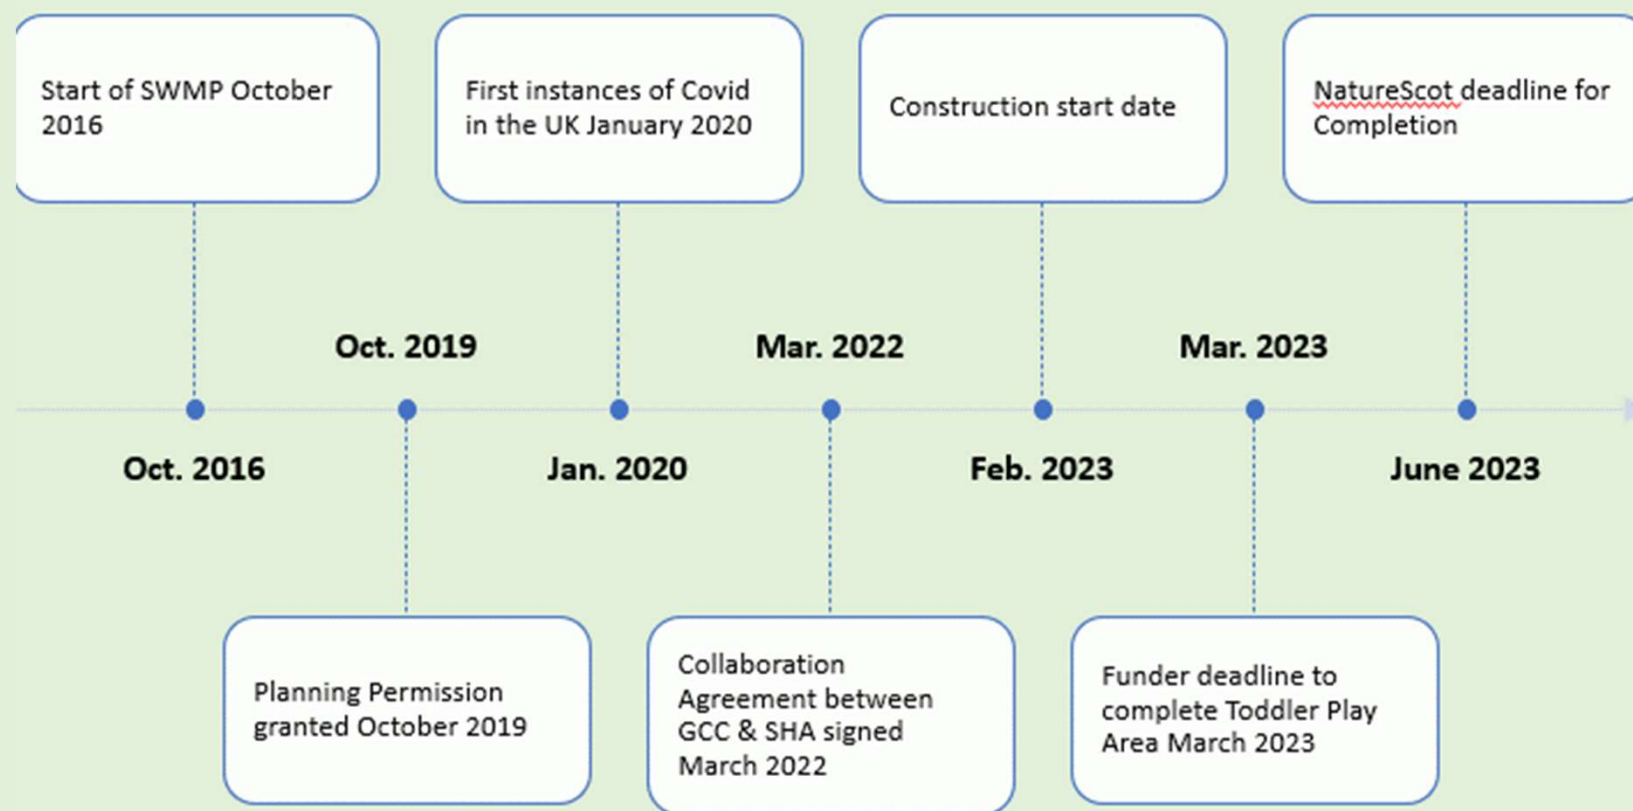 Start of SWMP October
2016
First instances of Covid
in the UK January 2020
Construction start date
NatureScot deadline for
Completion
Oct. 2019
Mar. 2022
Mar. 2023
Oct. 2016
Jan. 2020
Feb. 2023
June 2023
Planning Permission
granted October 2019
Collaboration
Agreement between
GCC & SHA signed
March 2022
Funder deadline to
complete Toddler Play
Area March 2023